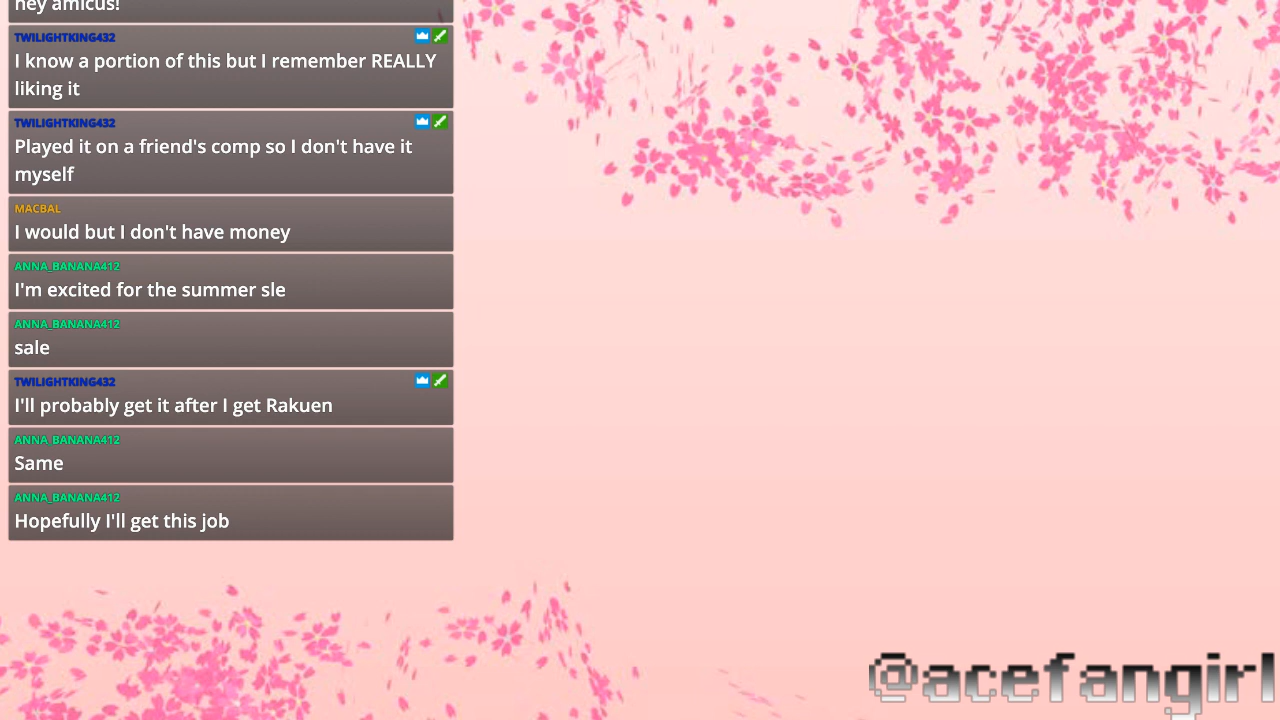 hey amicus!
TWILIGHTKING432
I know a portion of this but I remember REALLY
liking it
TWILIGHTKING432
Played it on a friend's comp so I don't have it
myself
MACBAL
I would but I don't have money
ANNA_BANANA412
I'm excited for the summer sle
ANNA_BANANA412
sale
TWILIGHTKING432
I'll probably get it after I get Rakuen
ANNA_BANANA412
Same
ANNA_BANANA412
Hopefully I'll get this job
@acefangirl